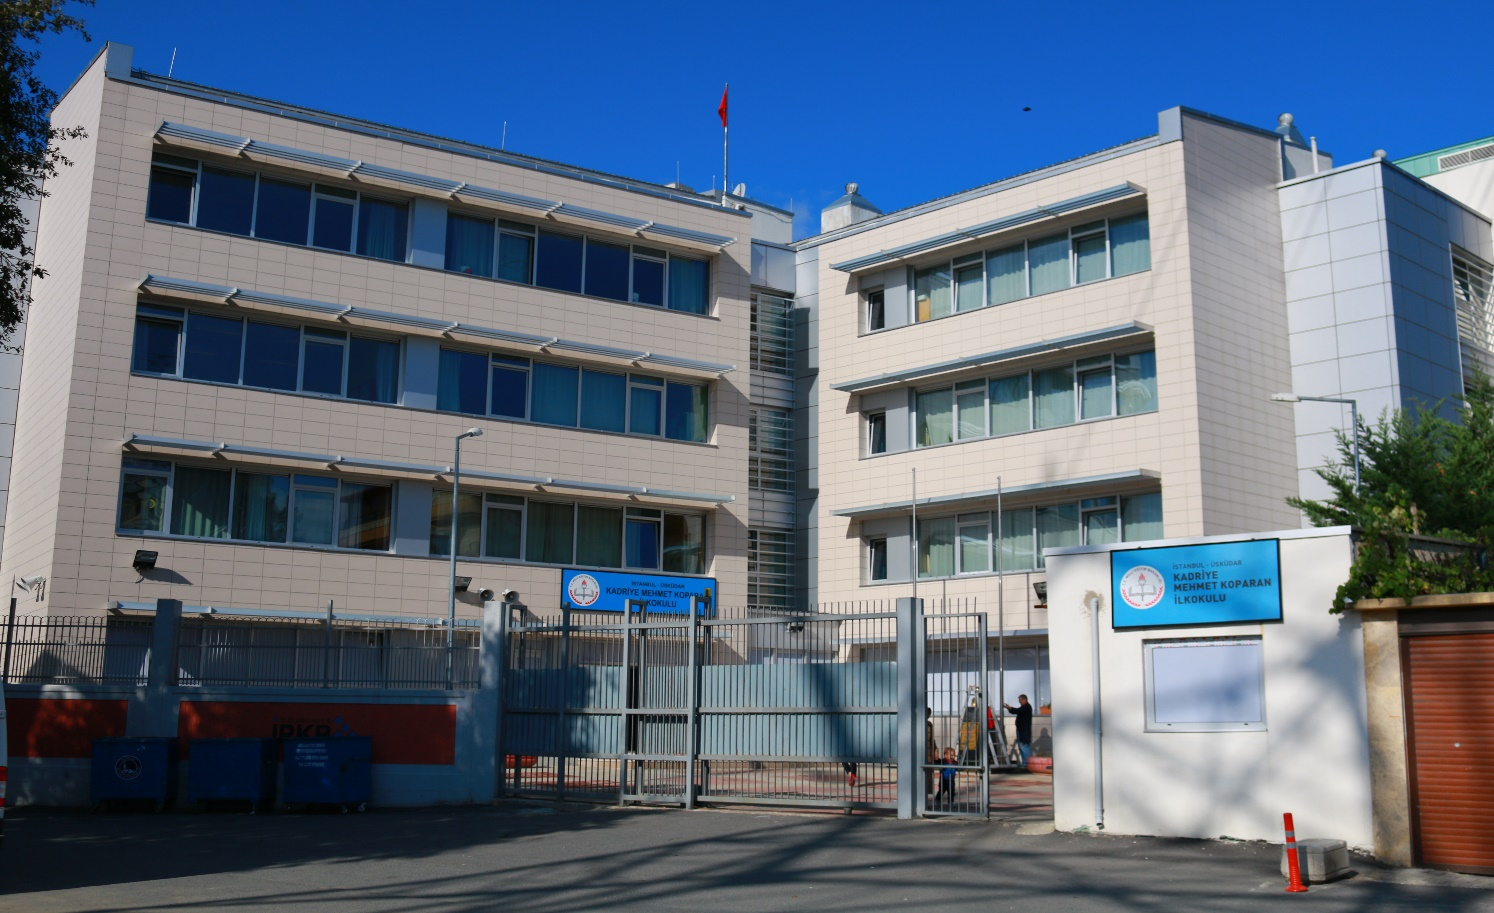 İSTANBUL - ÜSKÜDAR
KADRİYE MEHMET KOPARAN
İLKOKULU
İSTANBUL - ÜSKÜDAR
KADRİYE
MEHMET KOPARAN
İLKOKULU